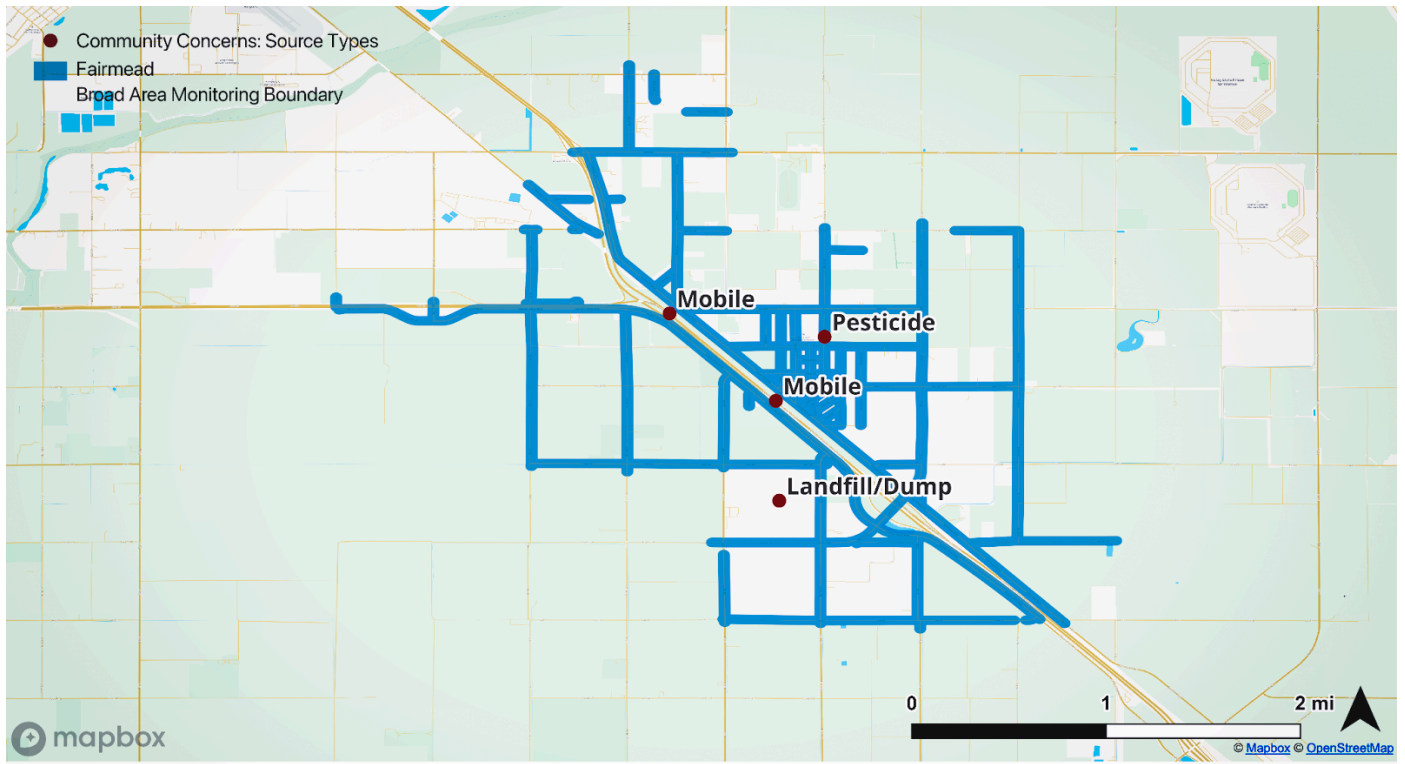 Community Concerns: Source Types
Fairmead
Broad Area Monitoring Boundary
Mobile
Pesticide
Mobile
Landfill/Dump
0 1 2 mi
mapbox
© Mapbox © OpenStreetMap